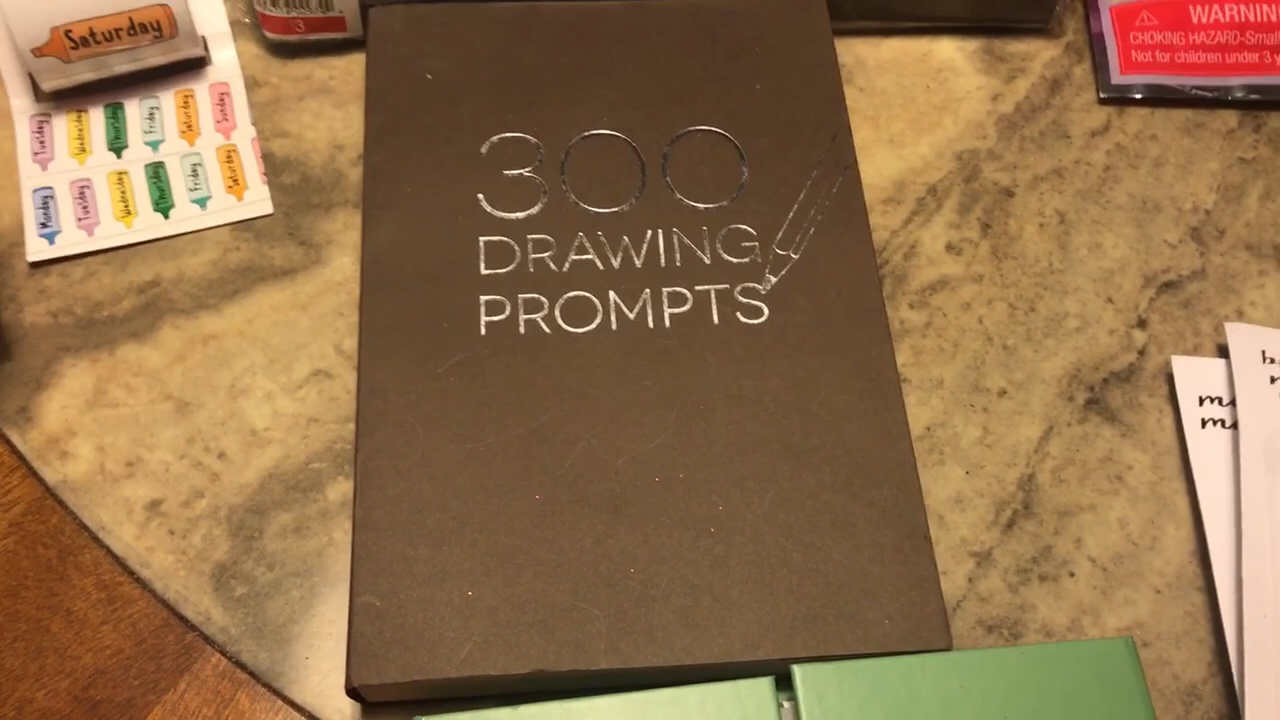 Saturday
Tuesday
Wednesday
Thursday
Friday
Saturday
Sunday
Monday
Tuesday
Wednesday
Thursday
Friday
Saturday
$3
300
DRAWING
PROMPTS
WARNING
CHOKING HAZARD-Small
Not for children under 3 y